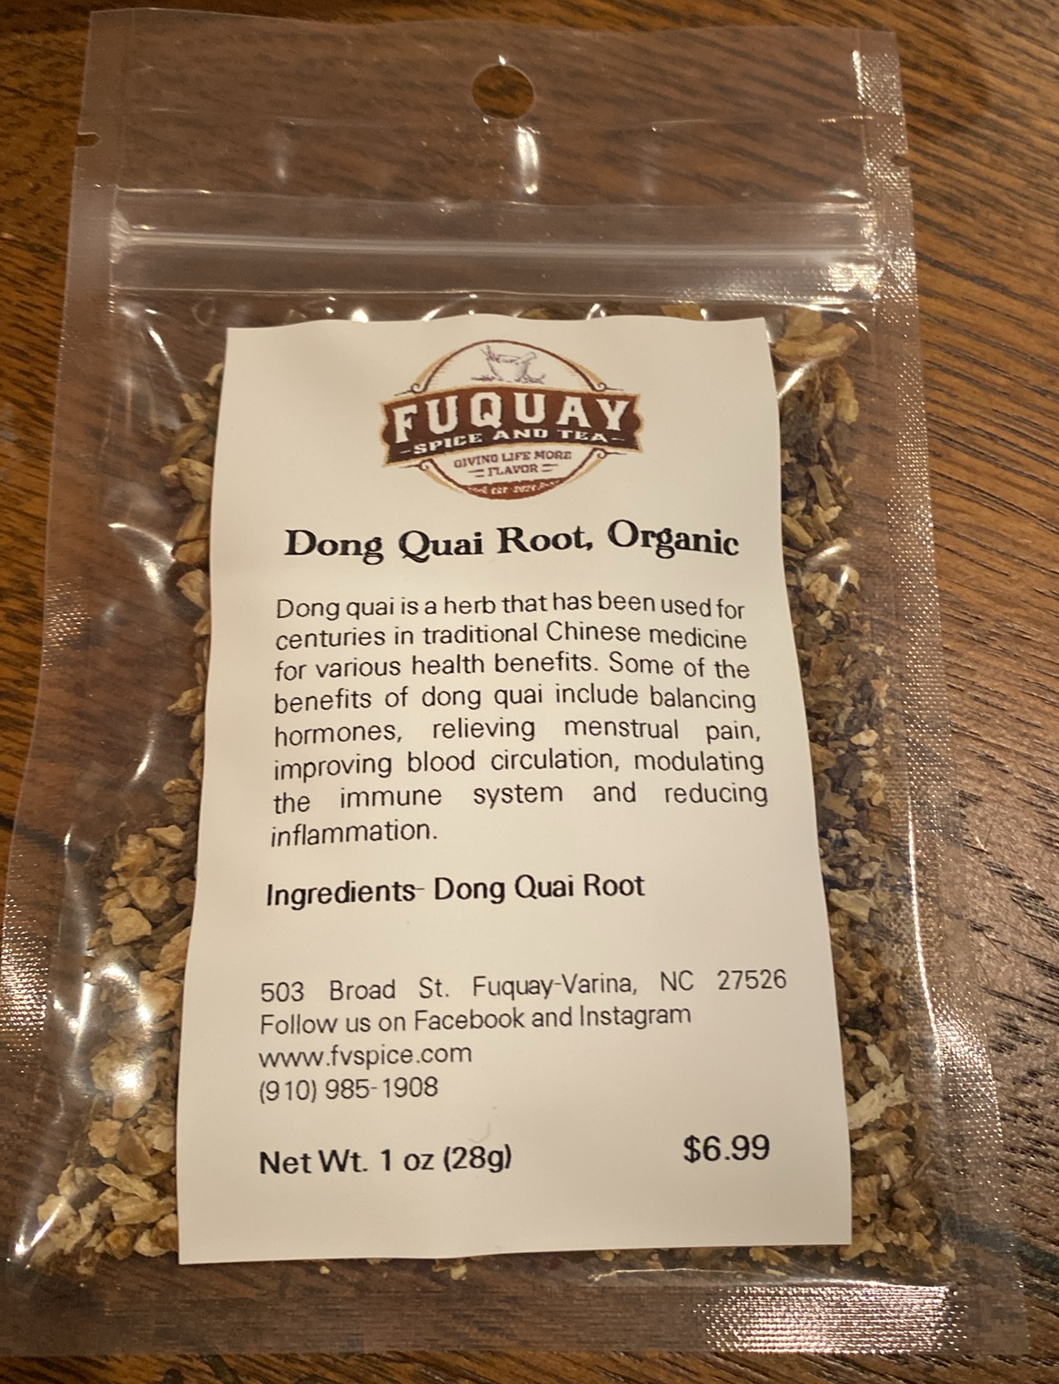 FUQUAY
SPICE AND TEA
GIVING LIFE MORE
FLAVOR
Dong Quai Root, Organic
Dong quai is a herb that has been used for
centuries in traditional Chinese medicine
for various health benefits. Some of the
benefits of dong quai include balancing
hormones, relieving menstrual pain,
improving blood circulation, modulating
the immune system and reducing
inflammation.
Ingredients- Dong Quai Root
503 Broad St. Fuquay-Varina, NC 27526
Follow us on Facebook and Instagram
www.fvspice.com
(910) 985-1908
Net Wt. 1 oz (28g) $6.99